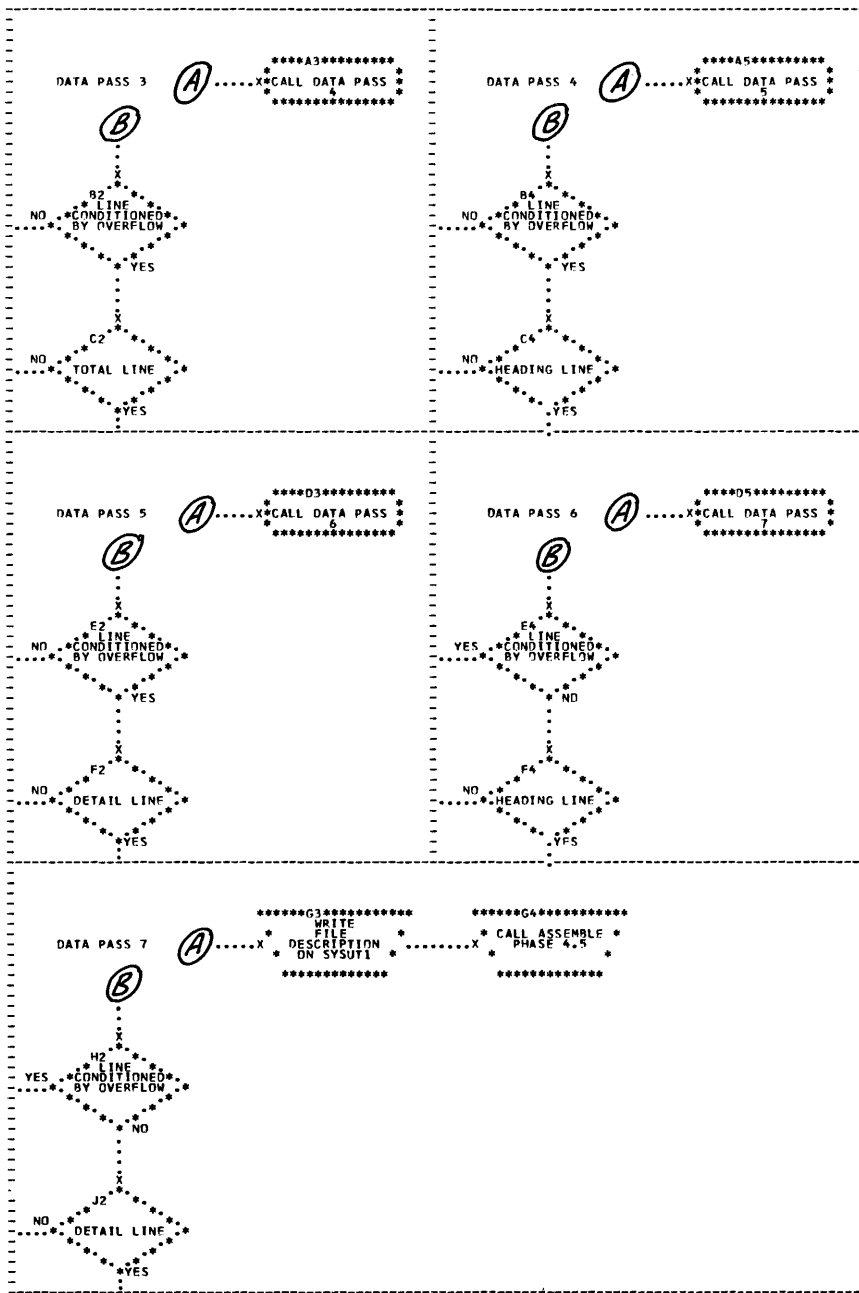 ****A3*********
DATA PASS 3 A .....X*CALL DATA PASS *
4
***************
B
X
B2
LINE
NO CONDITIONED
BY OVERFLOW
YES
X
C2
NO
TOTAL LINE
YES
****A5*********
DATA PASS 4 A .....X*CALL DATA PASS *
5
***************
B
X
B4
LINE
NO CONDITIONED
BY OVERFLOW
YES
X
C4
NO
HEADING LINE
YES
****D3*********
DATA PASS 5 A .....X*CALL DATA PASS *
6
***************
B
X
E2
LINE
NO CONDITIONED
BY OVERFLOW
YES
X
F2
NO
DETAIL LINE
YES
****D5*********
DATA PASS 6 A .....X*CALL DATA PASS *
7
***************
B
X
E4
LINE
YES CONDITIONED
BY OVERFLOW
NO
X
F4
NO
HEADING LINE
YES
******G3*********** ******G4***********
WRITE
FILE * CALL ASSEMBLE *
DATA PASS 7 A .....X DESCRIPTION ........X PHASE 4.5
ON SYSUT1
************* *************
B
X
H2
LINE
YES CONDITIONED
BY OVERFLOW
NO
X
J2
NO
DETAIL LINE
YES